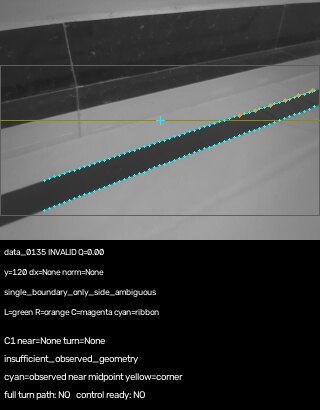 data_0135 INVALID Q=0.00
y=120 dx=None norm=None
single_boundary_only_side_ambiguous
L=green R=orange C=magenta cyan=ribbon
C1 near=None turn=None
insufficient_observed_geometry
cyan=observed near midpoint yellow=corner
full turn path: NO control ready: NO